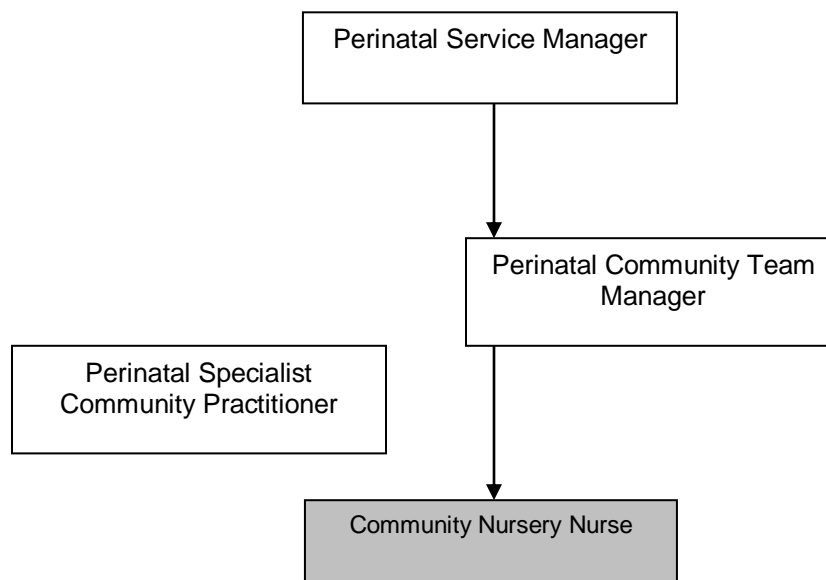 Perinatal Service Manager
Perinatal Community Team
Manager
Perinatal Specialist
Community Practitioner
Community Nursery Nurse